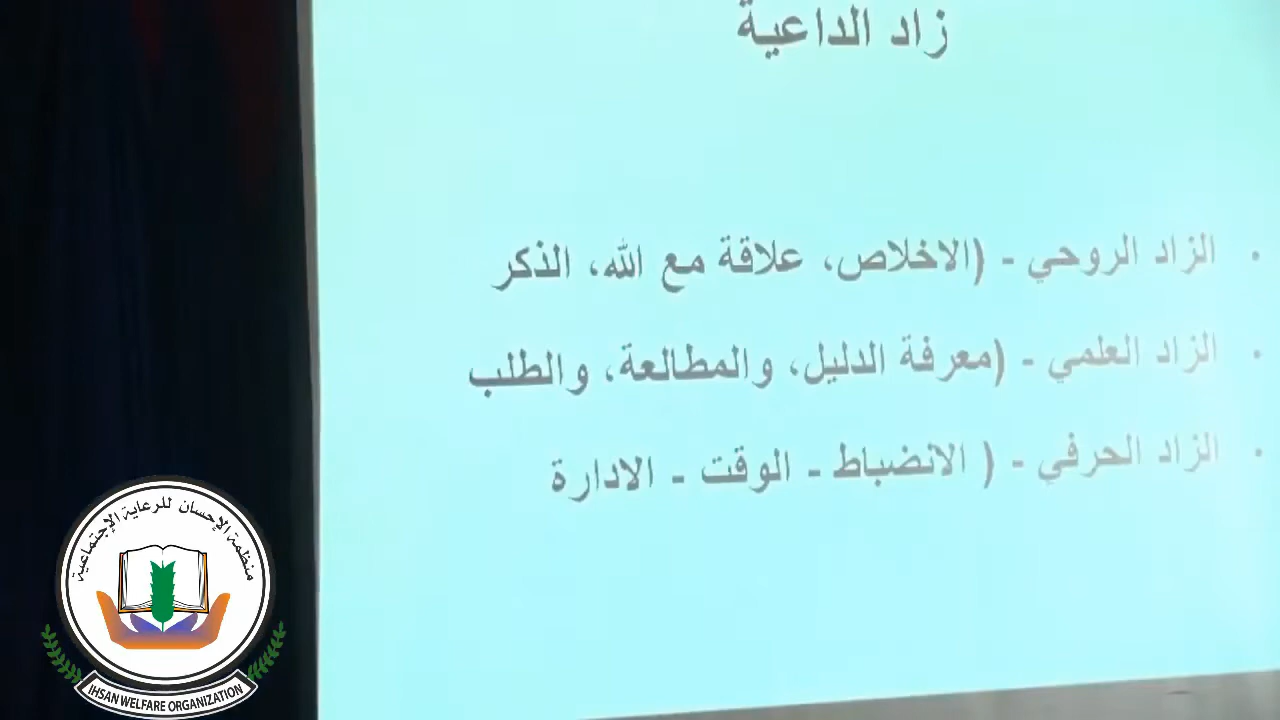 زاد الداعية
• الزاد الروحي - (الاخلاص، علاقة مع الله، الذكر
• الزاد العلمي - (معرفة الدليل، والمطالعة، والطلب
• الزاد الحرفي - ( الانضباط - الوقت - الادارة
منظمة الإحسان للرعاية الإجتماعية
IHSAN WELFARE ORGANIZATION